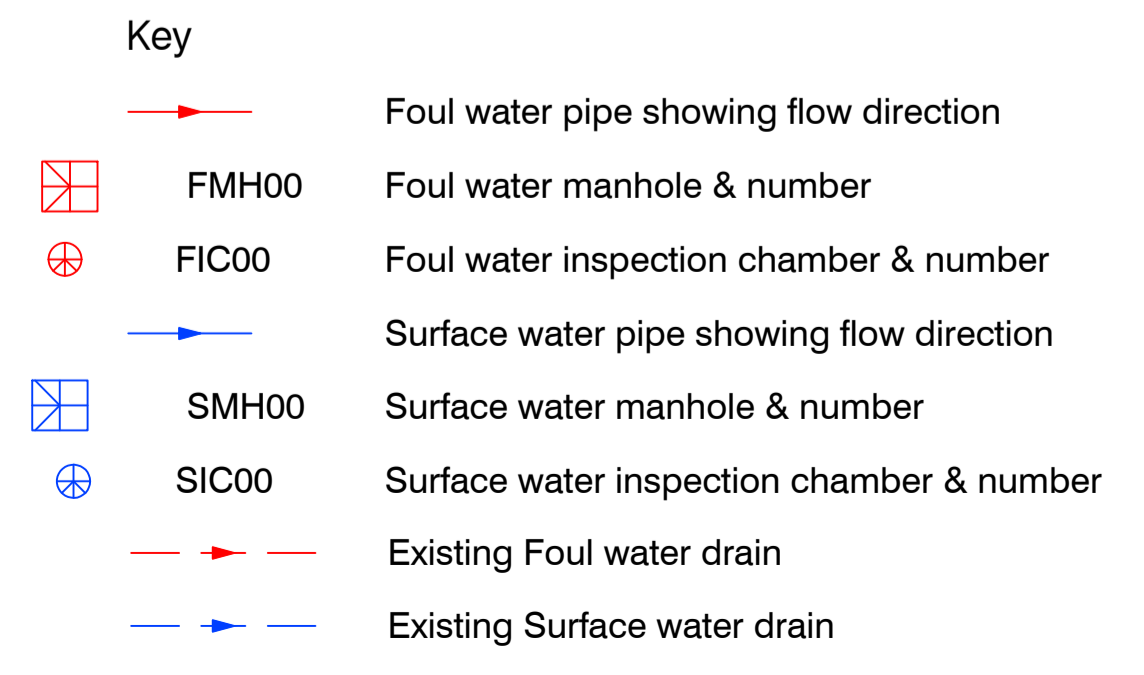 Key
Foul water pipe showing flow direction
FMH00 Foul water manhole & number
FIC00 Foul water inspection chamber & number
Surface water pipe showing flow direction
SMH00 Surface water manhole & number
SIC00 Surface water inspection chamber & number
Existing Foul water drain
Existing Surface water drain